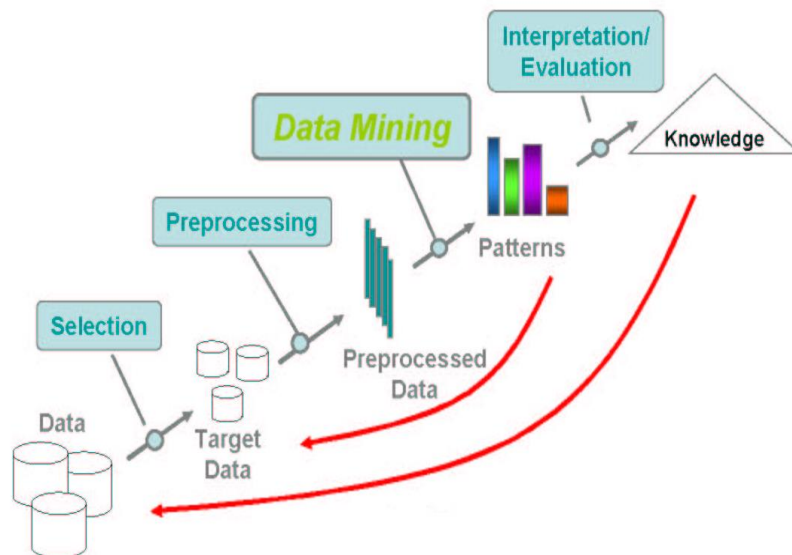 Interpretation/
Evaluation
Data Mining
Knowledge
Preprocessing
Patterns
Selection
Preprocessed
Data
Data
Target
Data